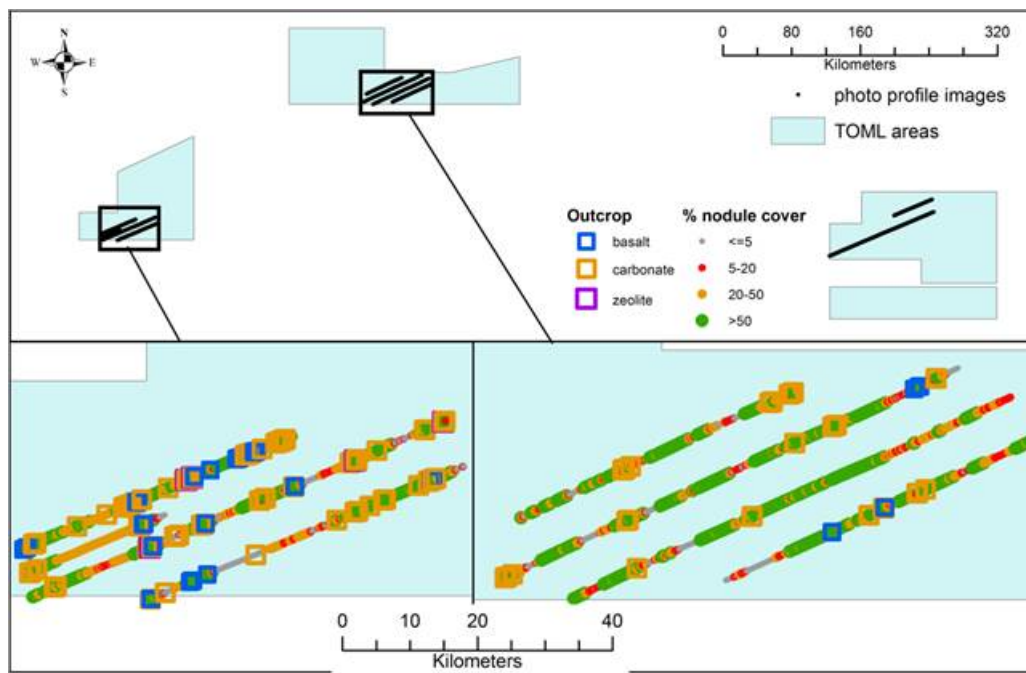 N
W E
S
0 80 160 320
Kilometers
photo profile images
TOML areas
Outcrop
basalt
carbonate
zeolite
% nodule cover
<=5
5-20
20-50
>50
0 10 20 40
Kilometers